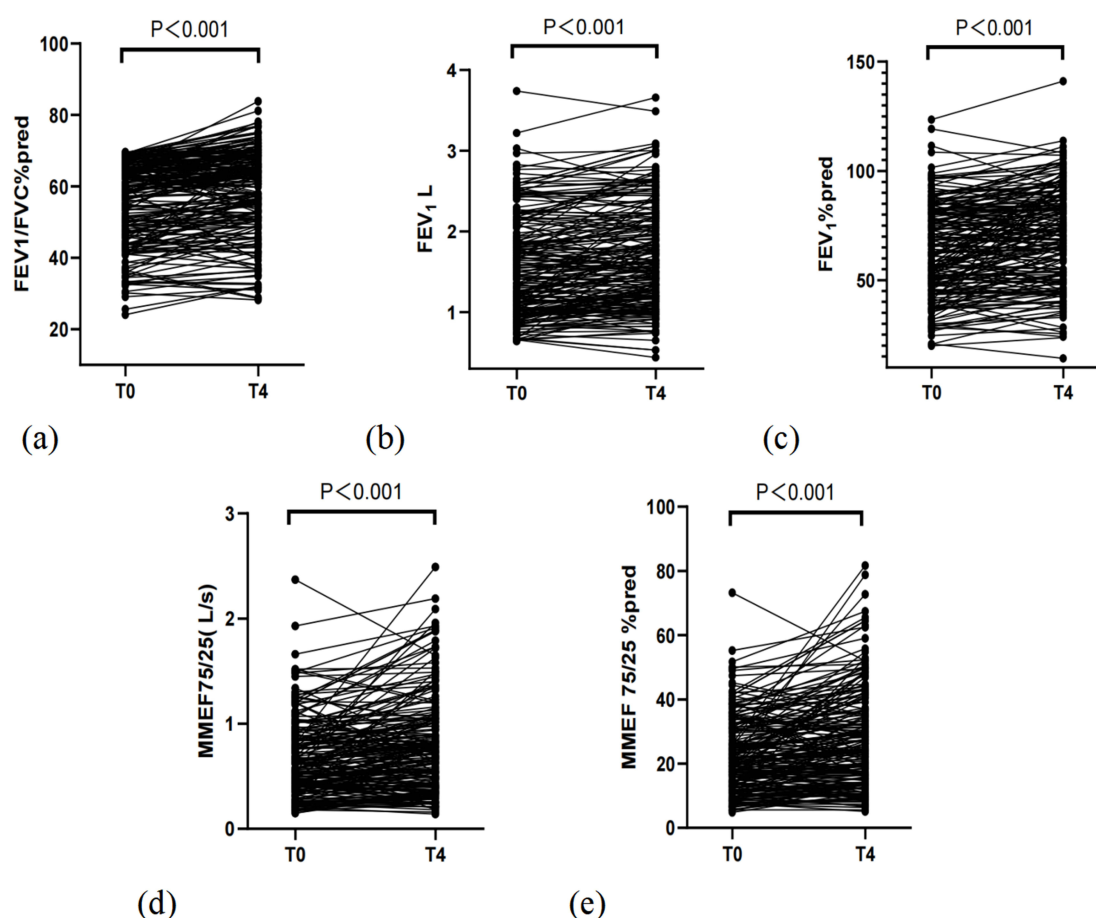 P＜0.001
100
80
60
40
20
FEV1/FVC%pred
T0
T4
(a)
P＜0.001
4
3
2
1
FEV₁ L
T0
T4
(b)
P＜0.001
150
100
50
FEV₁%pred
T0
T4
(c)
P＜0.001
3
2
1
0
MMEF75/25( L/s)
T0
T4
(d)
P＜0.001
100
80
60
40
20
0
MMEF 75/25 %pred
T0
T4
(e)